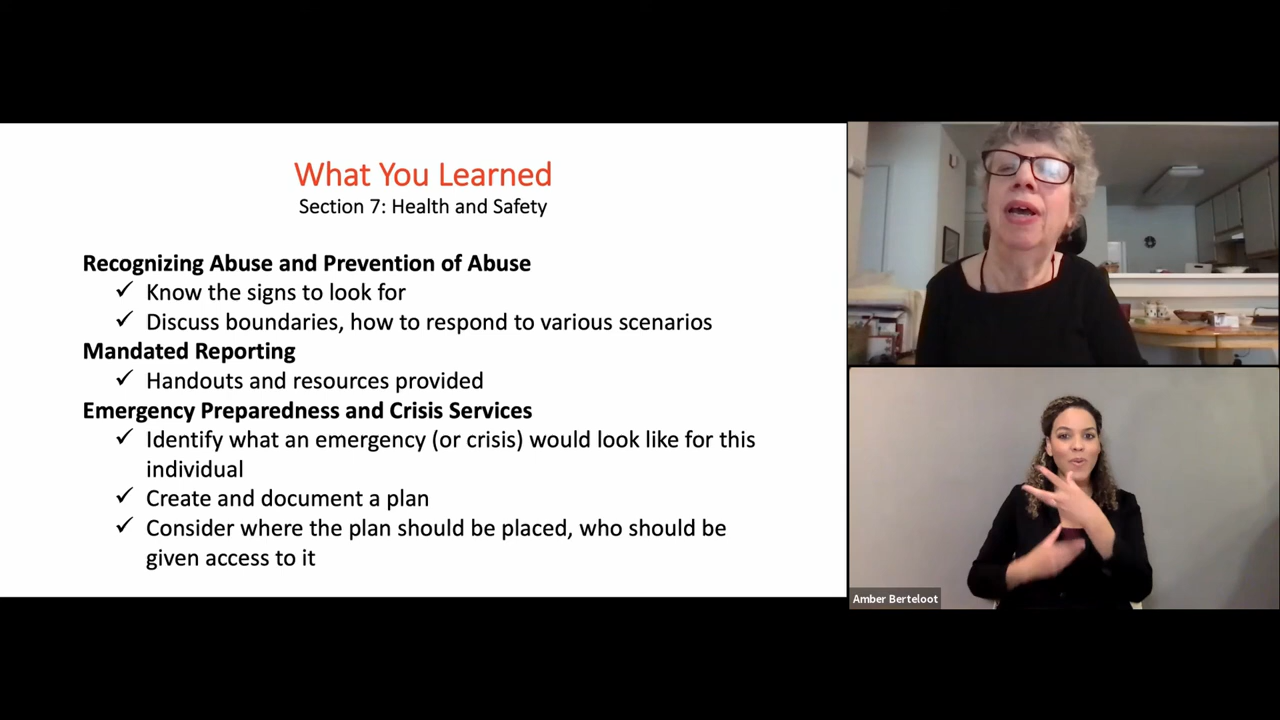 What You Learned
Section 7: Health and Safety
Recognizing Abuse and Prevention of Abuse
✓ Know the signs to look for
✓ Discuss boundaries, how to respond to various scenarios
Mandated Reporting
✓ Handouts and resources provided
Emergency Preparedness and Crisis Services
✓ Identify what an emergency (or crisis) would look like for this
individual
✓ Create and document a plan
✓ Consider where the plan should be placed, who should be
given access to it
Amber Berteloot